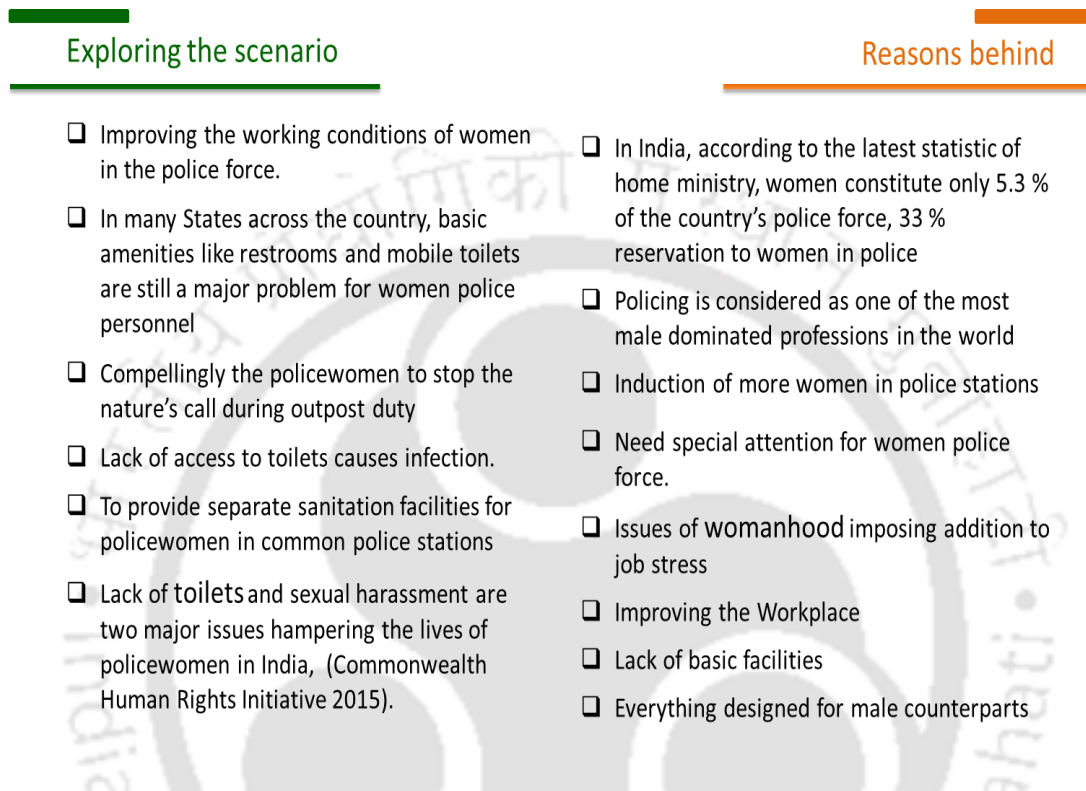 Exploring the scenario
Improving the working conditions of women
in the police force.
In many States across the country, basic
amenities like restrooms and mobile toilets
are still a major problem for women police
personnel
Compellingly the policewomen to stop the
nature's call during outpost duty
Lack of access to toilets causes infection.
To provide separate sanitation facilities for
policewomen in common police stations
Lack of toilets and sexual harassment are
two major issues hampering the lives of
policewomen in India, (Commonwealth
Human Rights Initiative 2015).
Reasons behind
In India, according to the latest statistic of
home ministry, women constitute only 5.3 %
of the country's police force, 33 %
reservation to women in police
Policing is considered as one of the most
male dominated professions in the world
Induction of more women in police stations
Need special attention for women police
force.
Issues of womanhood imposing addition to
job stress
Improving the Workplace
Lack of basic facilities
Everything designed for male counterparts